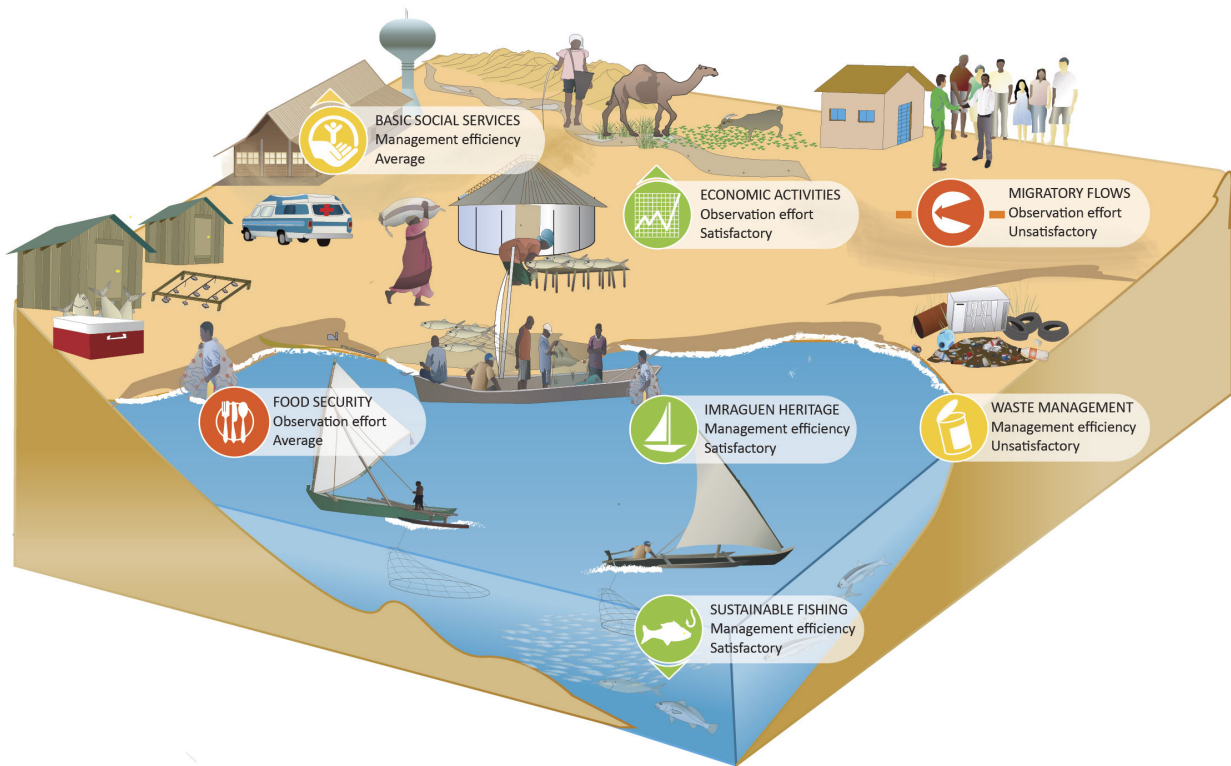 BASIC SOCIAL SERVICES
Management efficiency
Average
ECONOMIC ACTIVITIES
Observation effort
Satisfactory
MIGRATORY FLOWS
Observation effort
Unsatisfactory
FOOD SECURITY
Observation effort
Average
IMRAGUEN HERITAGE
Management efficiency
Satisfactory
WASTE MANAGEMENT
Management efficiency
Unsatisfactory
SUSTAINABLE FISHING
Management efficiency
Satisfactory